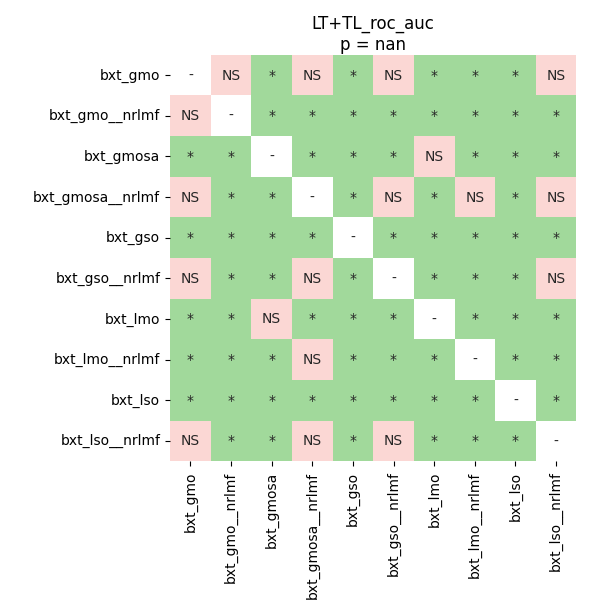 LT+TL_roc_auc
p = nan
bxt_gmo - NS * NS * NS * * * NS
bxt_gmo__nrlmf NS - * * * * * * * *
bxt_gmosa * * - * * * NS * * *
bxt_gmosa__nrlmf NS * * - * NS * NS * NS
bxt_gso * * * * - * * * * *
bxt_gso__nrlmf NS * * NS * - * * * NS
bxt_lmo * * NS * * * - * * *
bxt_lmo__nrlmf * * * NS * * * - * *
bxt_lso * * * * * * * * - *
bxt_lso__nrlmf NS * * NS * NS * * * -
bxt_gmo
bxt_gmo__nrlmf
bxt_gmosa
bxt_gmosa__nrlmf
bxt_gso
bxt_gso__nrlmf
bxt_lmo
bxt_lmo__nrlmf
bxt_lso
bxt_lso__nrlmf